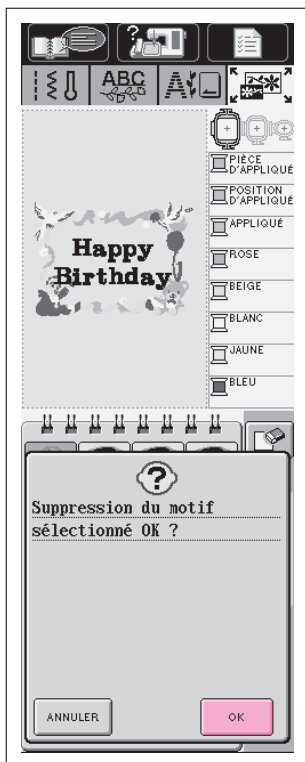 ABC
A
PIÈCE
D'APPLIQUÉ
POSITION
D'APPLIQUÉ
APPLIQUÉ
ROSE
BEIGE
BLANC
JAUNE
BLEU
Happy
Birthday
Suppression du motif
sélectionné OK ?
ANNULER
OK